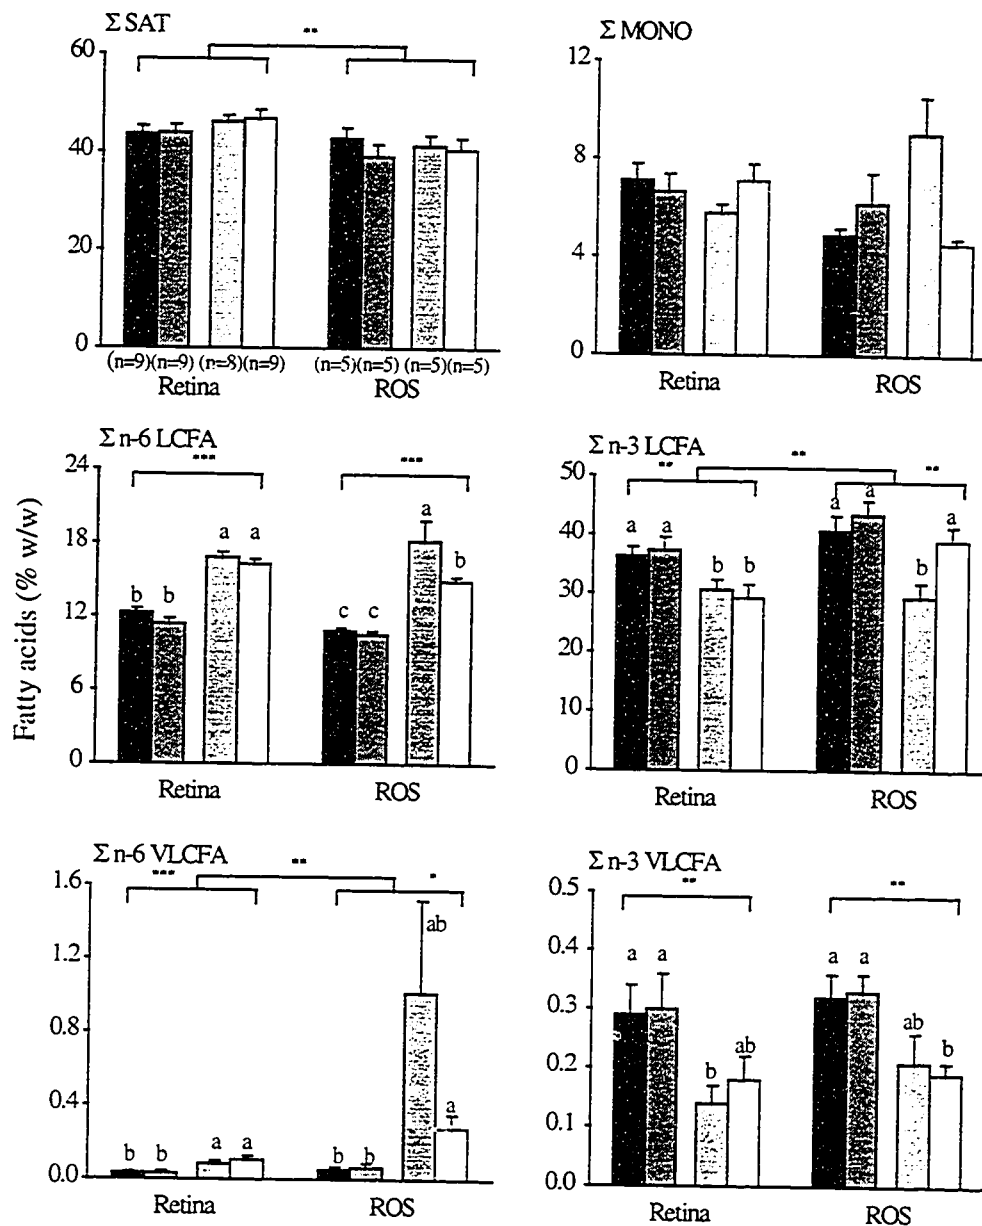 Σ SAT
**
60
40
20
0
(n=9)(n=9) (n=8)(n=9) (n=5)(n=5) (n=5)(n=5)
Retina ROS
Σ MONO
12
8
4
0
Retina ROS
Fatty acids (% w/w)
Σ n-6 LCFA
*** ***
24
18
12
6
0
b b a a c c a b
Retina ROS
Σ n-3 LCFA
** ** **
50
40
30
20
10
0
a a b b a a b a
Retina ROS
Σ n-6 VLCFA
*** ** *
1.6
1.2
0.8
0.4
0.0
b b a a b b ab a
Retina ROS
Σ n-3 VLCFA
** **
0.5
0.4
0.3
0.2
0.1
0.0
a a b ab a a ab b
Retina ROS